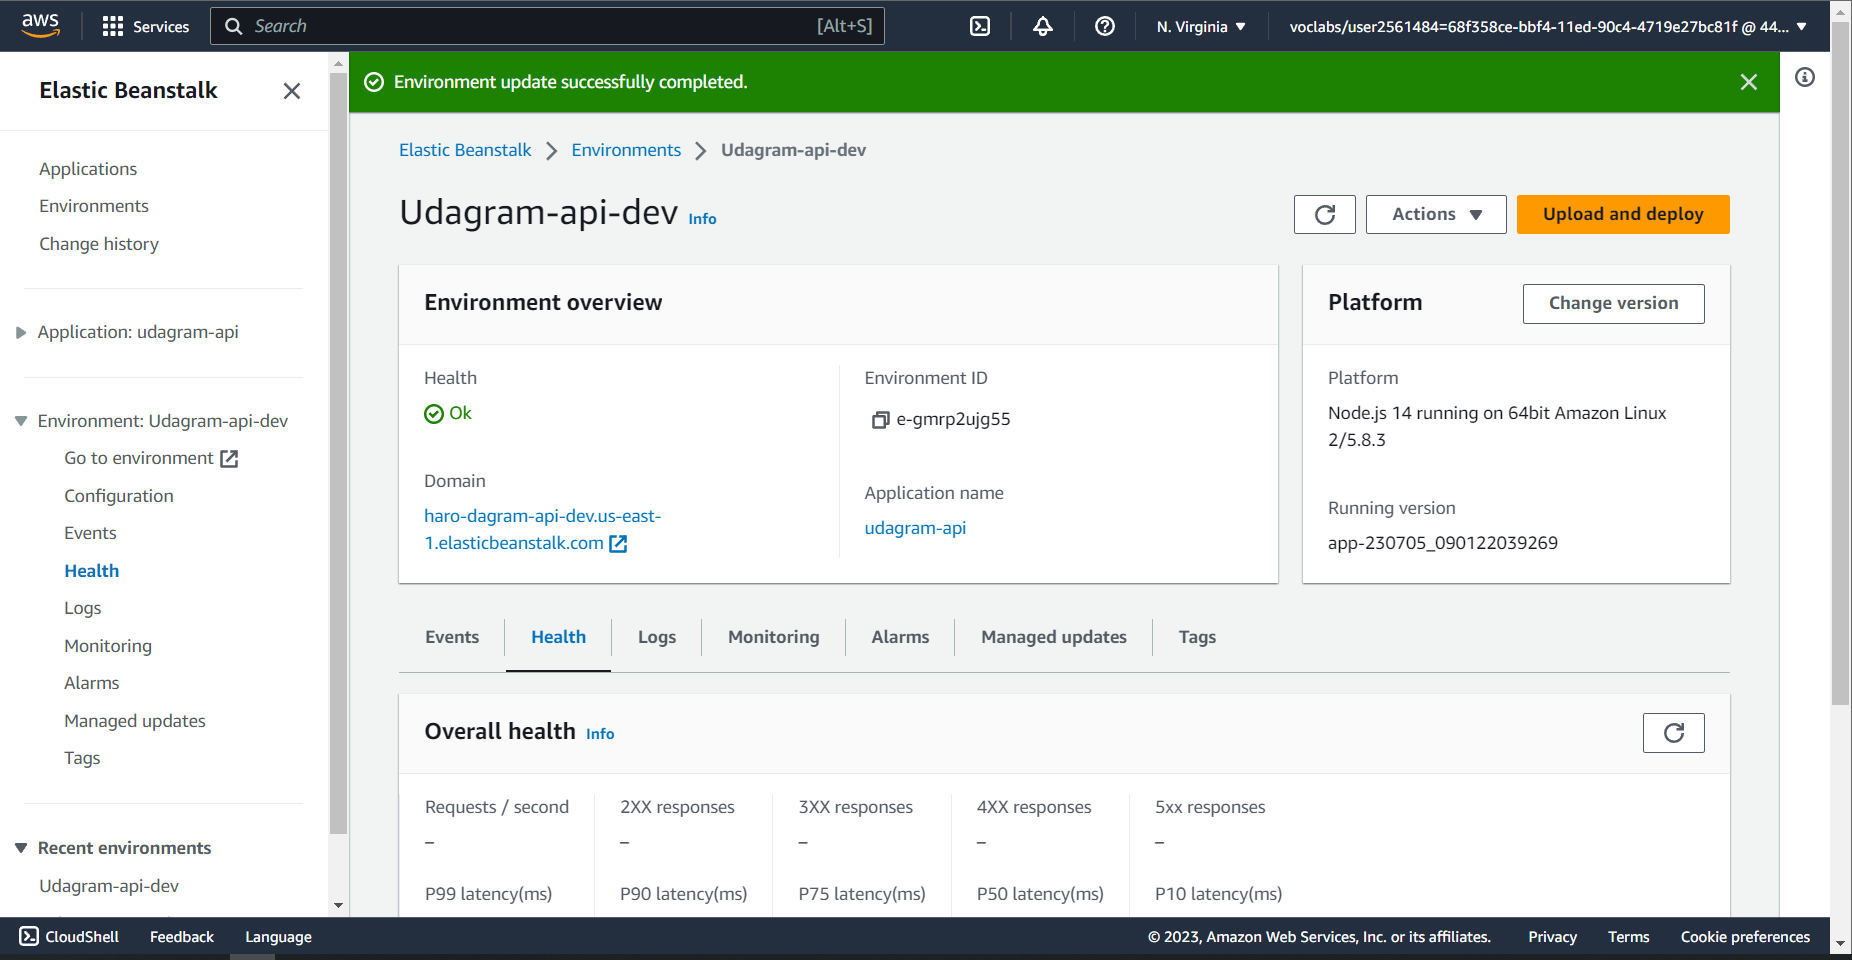 aws
Services
Search
[Alt+S]
N. Virginia
voclabs/user2561484=68f358ce-bbf4-11ed-90c4-4719e27bc81f @ 44...
Elastic Beanstalk
Applications
Environments
Change history
Application: udagram-api
Environment: Udagram-api-dev
Go to environment
Configuration
Events
Health
Logs
Monitoring
Alarms
Managed updates
Tags
Recent environments
Udagram-api-dev
Environment update successfully completed.
Elastic Beanstalk
Environments
Udagram-api-dev
Udagram-api-dev Info
Actions
Upload and deploy
Environment overview
Health
Ok
Domain
haro-dagram-api-dev.us-east-
1.elasticbeanstalk.com
Environment ID
e-gmrp2ujg55
Application name
udagram-api
Platform
Change version
Platform
Node.js 14 running on 64bit Amazon Linux
2/5.8.3
Running version
app-230705_090122039269
Events
Health
Logs
Monitoring
Alarms
Managed updates
Tags
Overall health Info
Requests / second
–
2XX responses
–
3XX responses
–
4XX responses
–
5xx responses
–
P99 latency(ms)
P90 latency(ms)
P75 latency(ms)
P50 latency(ms)
P10 latency(ms)
CloudShell
Feedback
Language
© 2023, Amazon Web Services, Inc. or its affiliates.
Privacy
Terms
Cookie preferences